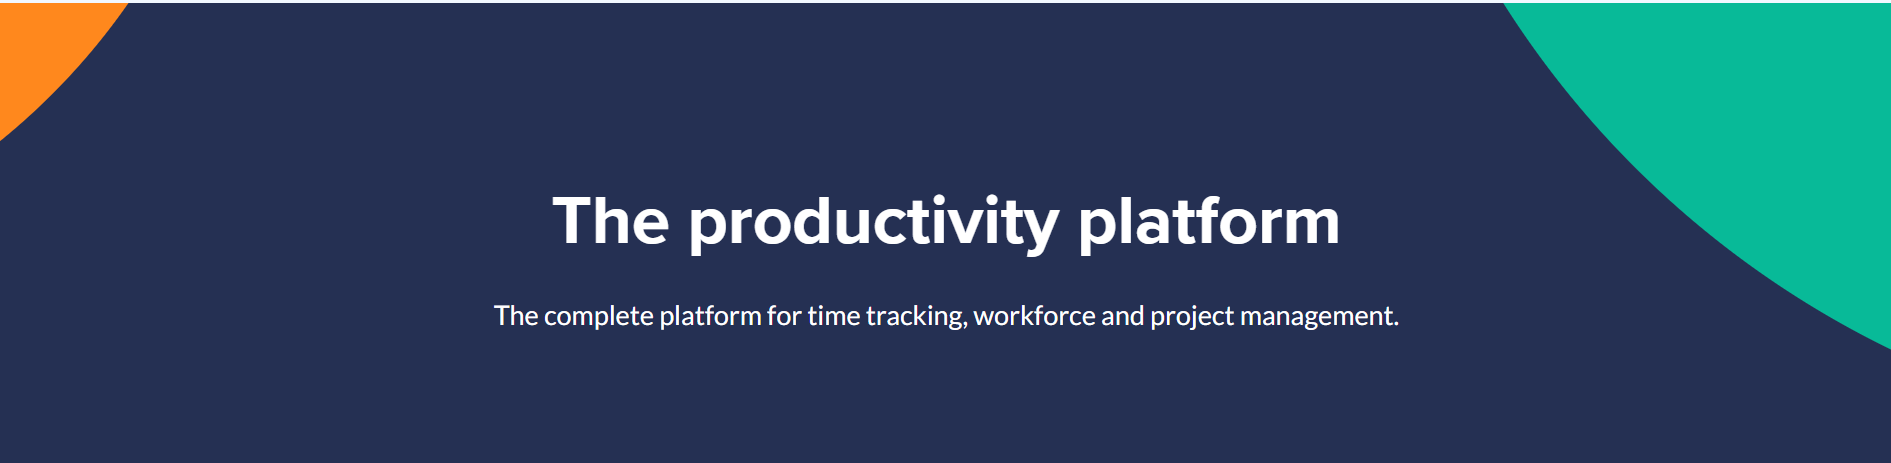 The productivity platform
The complete platform for time tracking, workforce and project management.